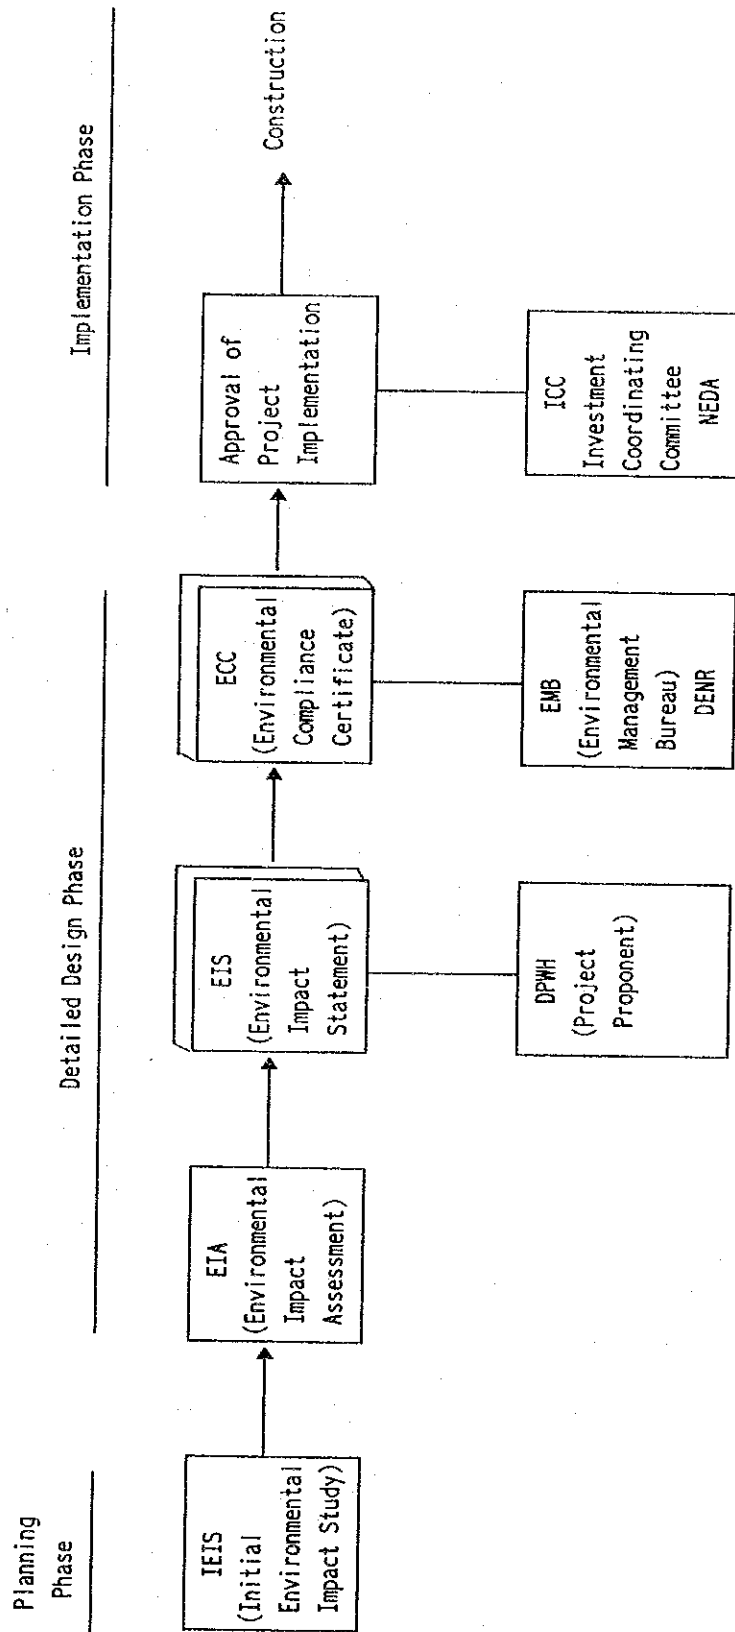 Planning
Phase
Detailed Design Phase
Implementation Phase
IEIS
(Initial
Environmental
Impact Study)
EIA
(Environmental
Impact
Assessment)
EIS
(Environmental
Impact
Statement)
ECC
(Environmental
Compliance
Certificate)
Approval of
Project
Implementation
Construction
DPWH
(Project
Proponent)
EMB
(Environmental
Management
Bureau)
DENR
ICC
Investment
Coordinating
Committee
NEDA